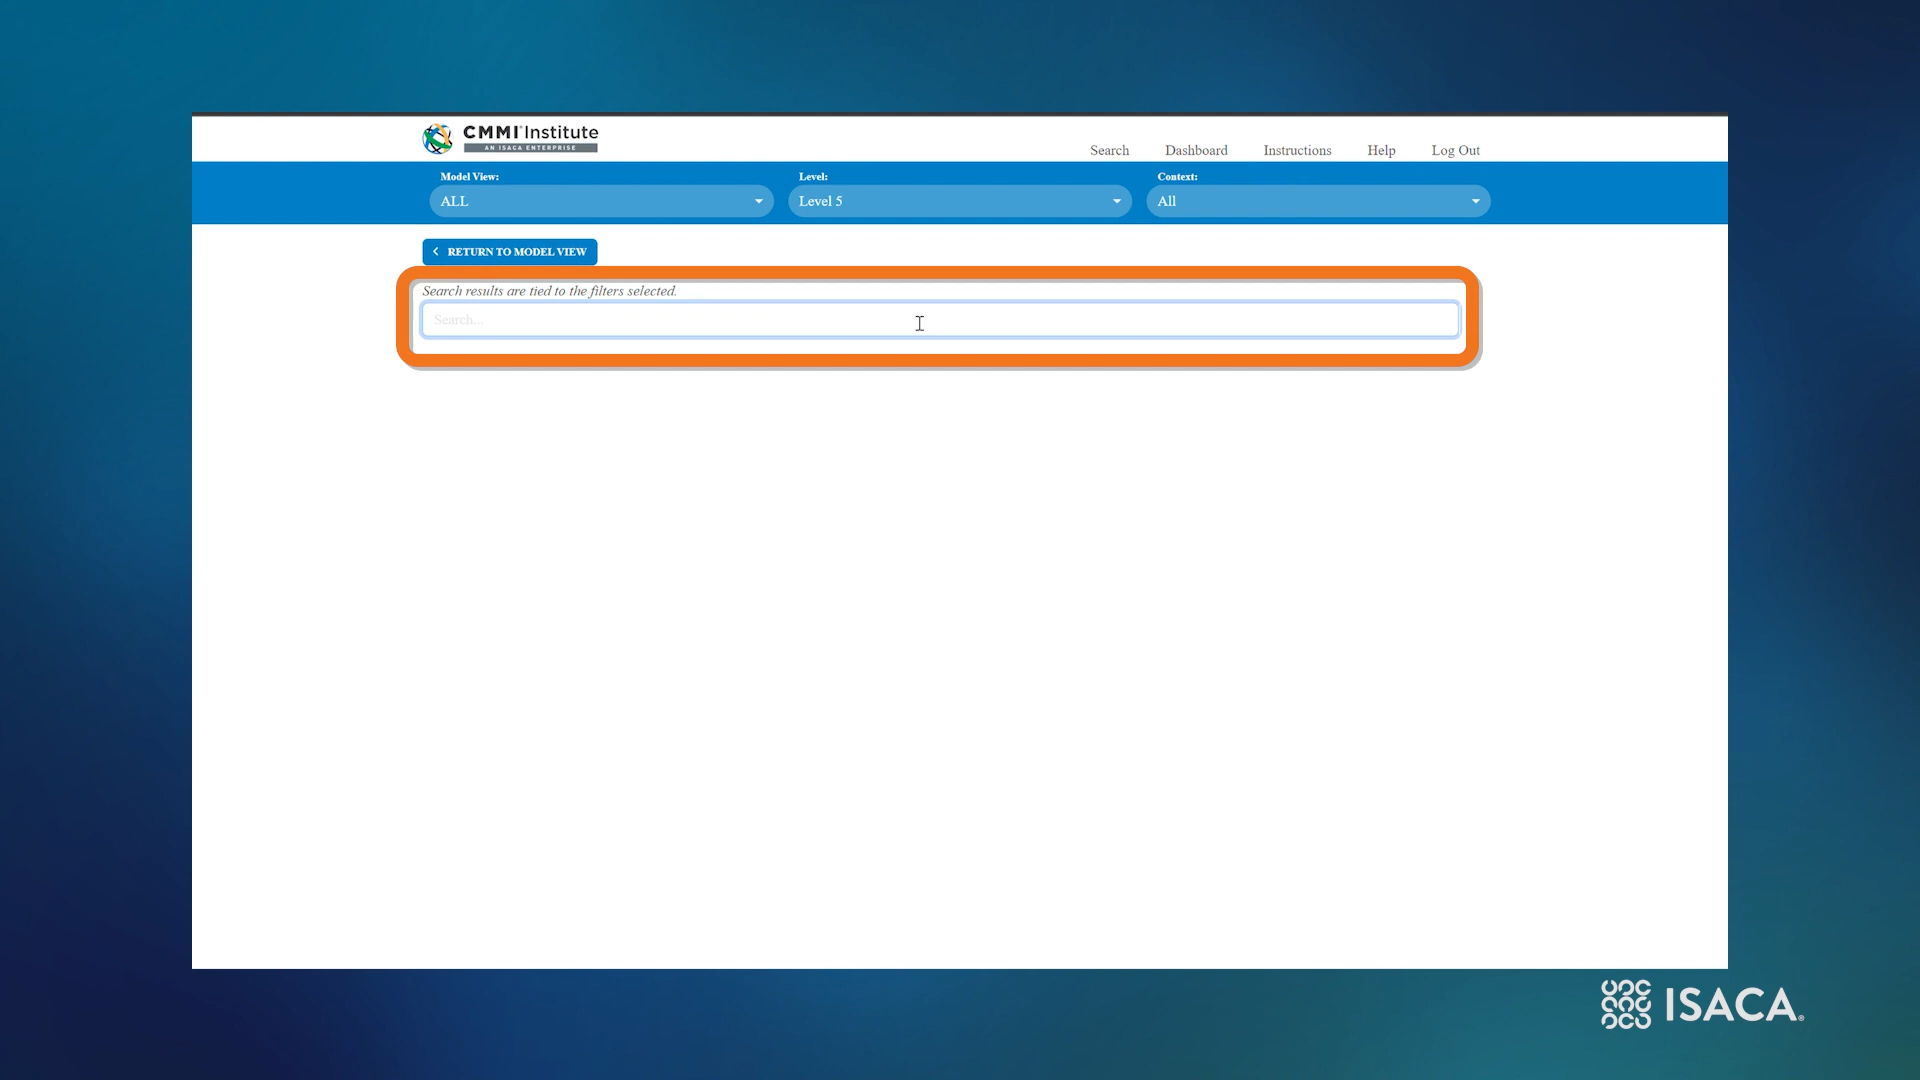 CMMI Institute
AN ISACA ENTERPRISE
Search Dashboard Instructions Help Log Out
Model View: Level: Context:
ALL Level 5 All
RETURN TO MODEL VIEW
Search results are tied to the filters selected.
Search...
ISACA®